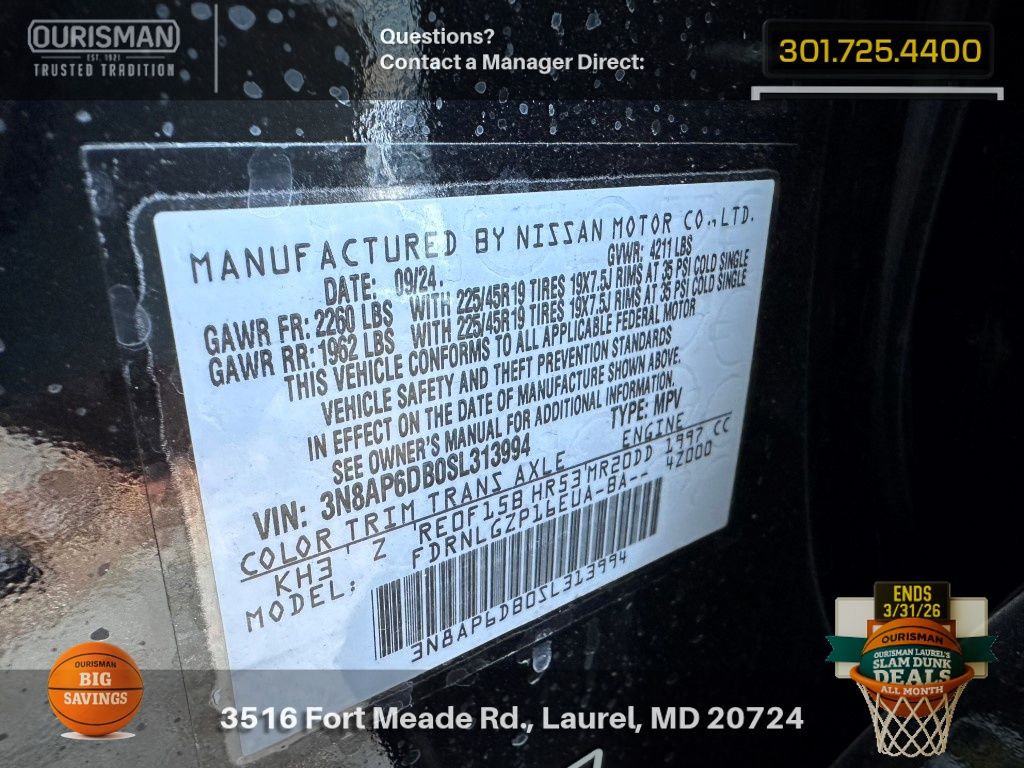 OURISMAN
EST. 1921
TRUSTED TRADITION
Questions?
Contact a Manager Direct:
301.725.4400
MANUFACTURED BY NISSAN MOTOR CO.,LTD.
DATE: 09/24. GVWR: 4211 LBS
GAWR FR: 2260 LBS WITH 225/45R19 TIRES 19X7.5J RIMS AT 35 PSI COLD SINGLE
GAWR RR: 1962 LBS WITH 225/45R19 TIRES 19X7.5J RIMS AT 35 PSI COLD SINGLE
THIS VEHICLE CONFORMS TO ALL APPLICABLE FEDERAL MOTOR
VEHICLE SAFETY AND THEFT PREVENTION STANDARDS
IN EFFECT ON THE DATE OF MANUFACTURE SHOWN ABOVE.
SEE OWNER'S MANUAL FOR ADDITIONAL INFORMATION.
VIN: 3N8AP6DB0SL313994 TYPE: MPV
COLOR TRIM TRANS AXLE ENGINE
KH3 Z RE0F15B HR53 MR20DD 1997 CC
MODEL: FDRNLGZP16EUA-BA-- 4Z000
3N8AP6DB0SL313994
ENDS
3/31/26
OURISMAN
OURISMAN LAUREL'S
SLAM DUNK
DEALS
ALL MONTH
OURISMAN
BIG
SAVINGS
3516 Fort Meade Rd., Laurel, MD 20724